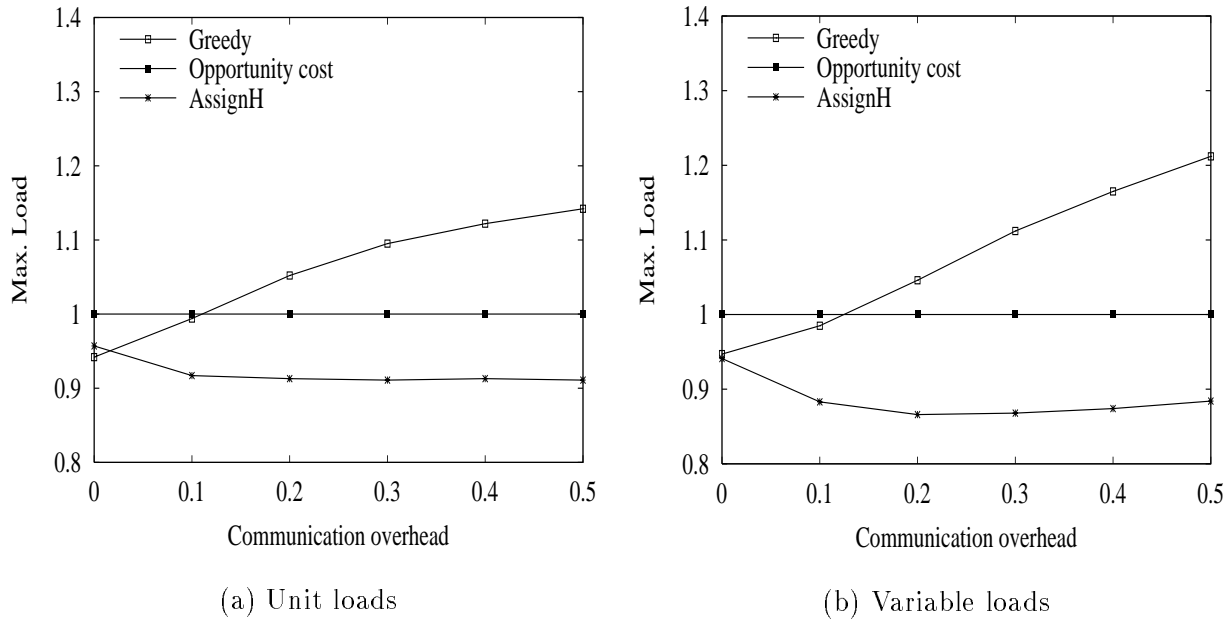 1.4
1.3
1.2
1.1
1
0.9
0.8
Max. Load
Greedy
Opportunity cost
AssignH
0 0.1 0.2 0.3 0.4 0.5
Communication overhead
(a) Unit loads
1.4
1.3
1.2
1.1
1
0.9
0.8
Max. Load
Greedy
Opportunity cost
AssignH
0 0.1 0.2 0.3 0.4 0.5
Communication overhead
(b) Variable loads